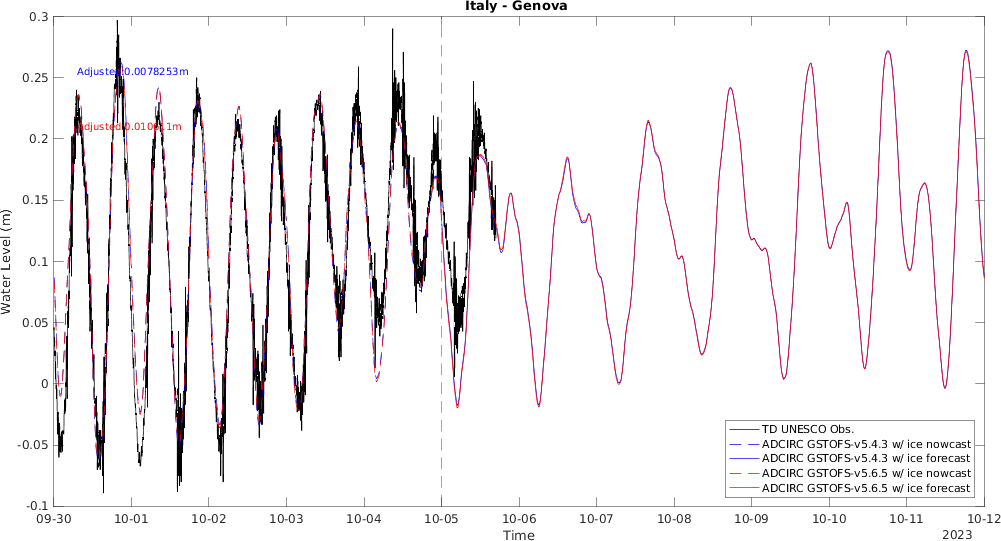 Italy - Genova
0.3
0.25
0.2
0.15
0.1
0.05
0
-0.05
-0.1
Water Level (m)
Adjusted 0.0078253m
TD UNESCO Obs.
ADCIRC GSTOFS-v5.4.3 w/ ice nowcast
ADCIRC GSTOFS-v5.4.3 w/ ice forecast
ADCIRC GSTOFS-v5.6.5 w/ ice nowcast
ADCIRC GSTOFS-v5.6.5 w/ ice forecast
09-30 10-01 10-02 10-03 10-04 10-05 10-06 10-07 10-08 10-09 10-10 10-11 10-12
Time
2023